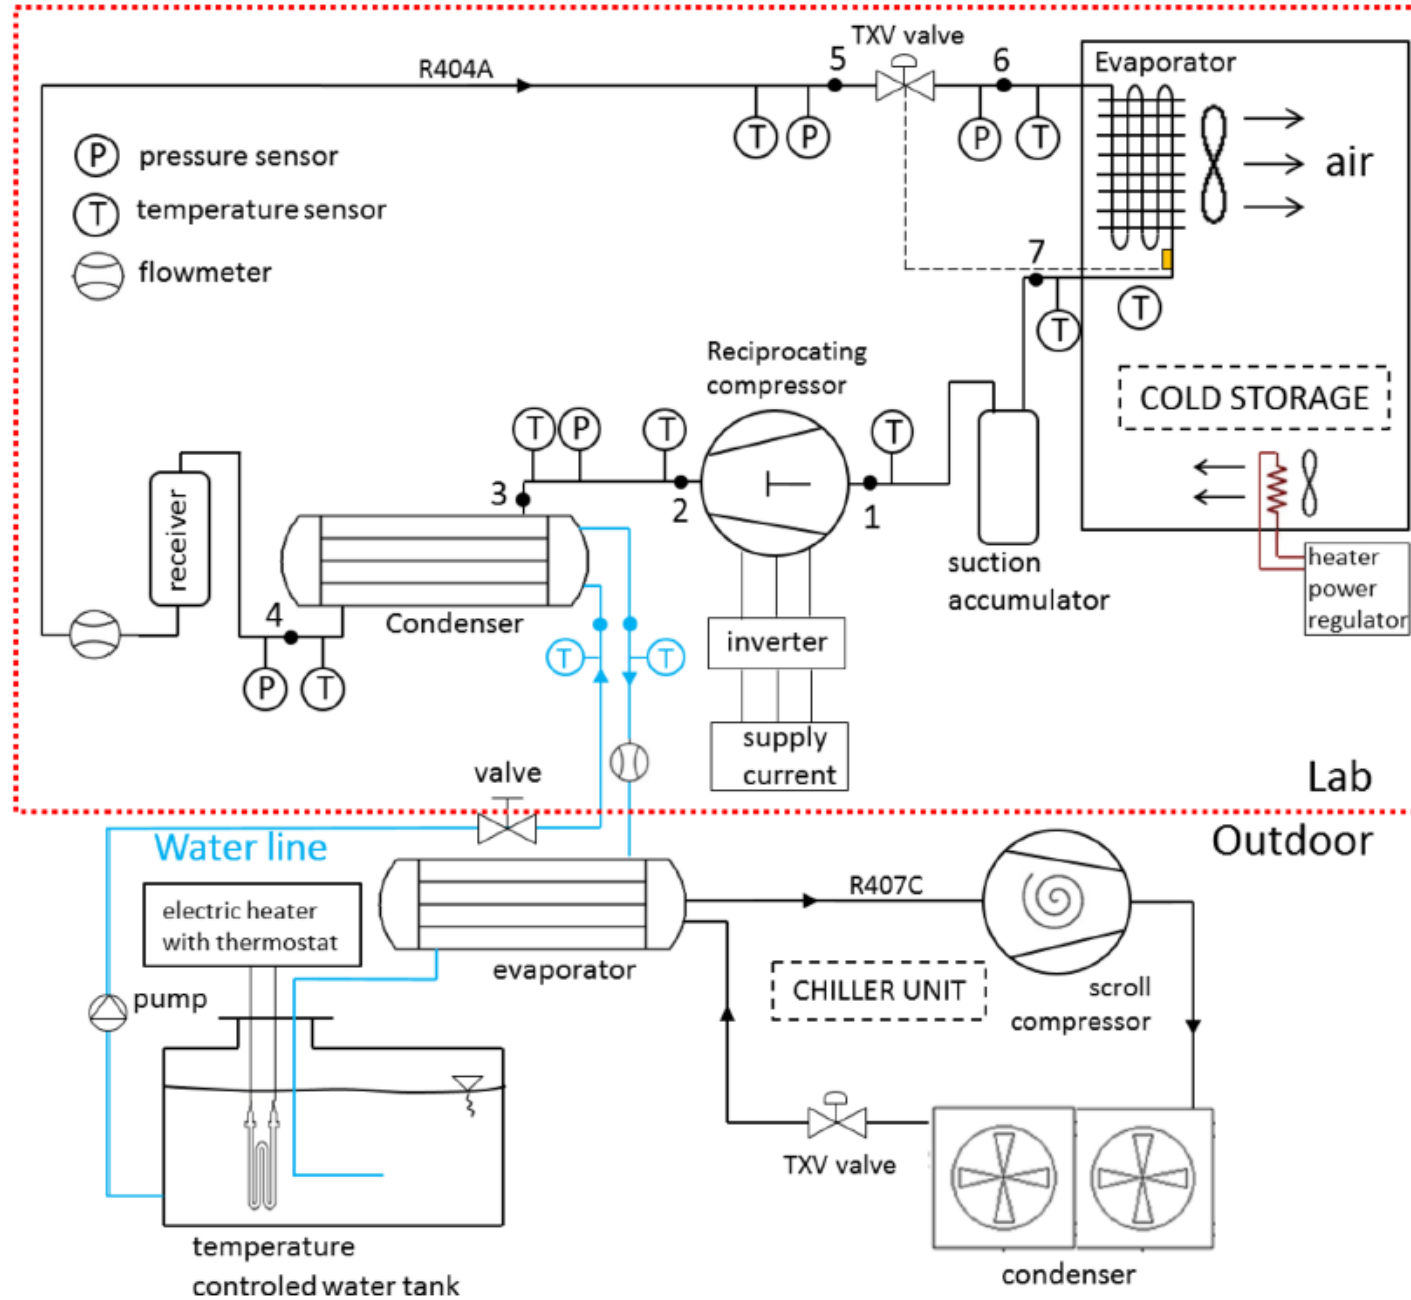 TXV valve
5
6
R404A
Evaporator
T
P
P
T
P
pressure sensor
air
T
temperature sensor
flowmeter
7
T
T
Reciprocating
compressor
COLD STORAGE
T
P
T
T
3
2
1
receiver
suction
accumulator
heater
power
regulator
4
Condenser
inverter
T
T
P
T
supply
current
valve
Lab
Water line
Outdoor
R407C
electric heater
with thermostat
evaporator
CHILLER UNIT
scroll
compressor
pump
TXV valve
temperature
controled water tank
condenser